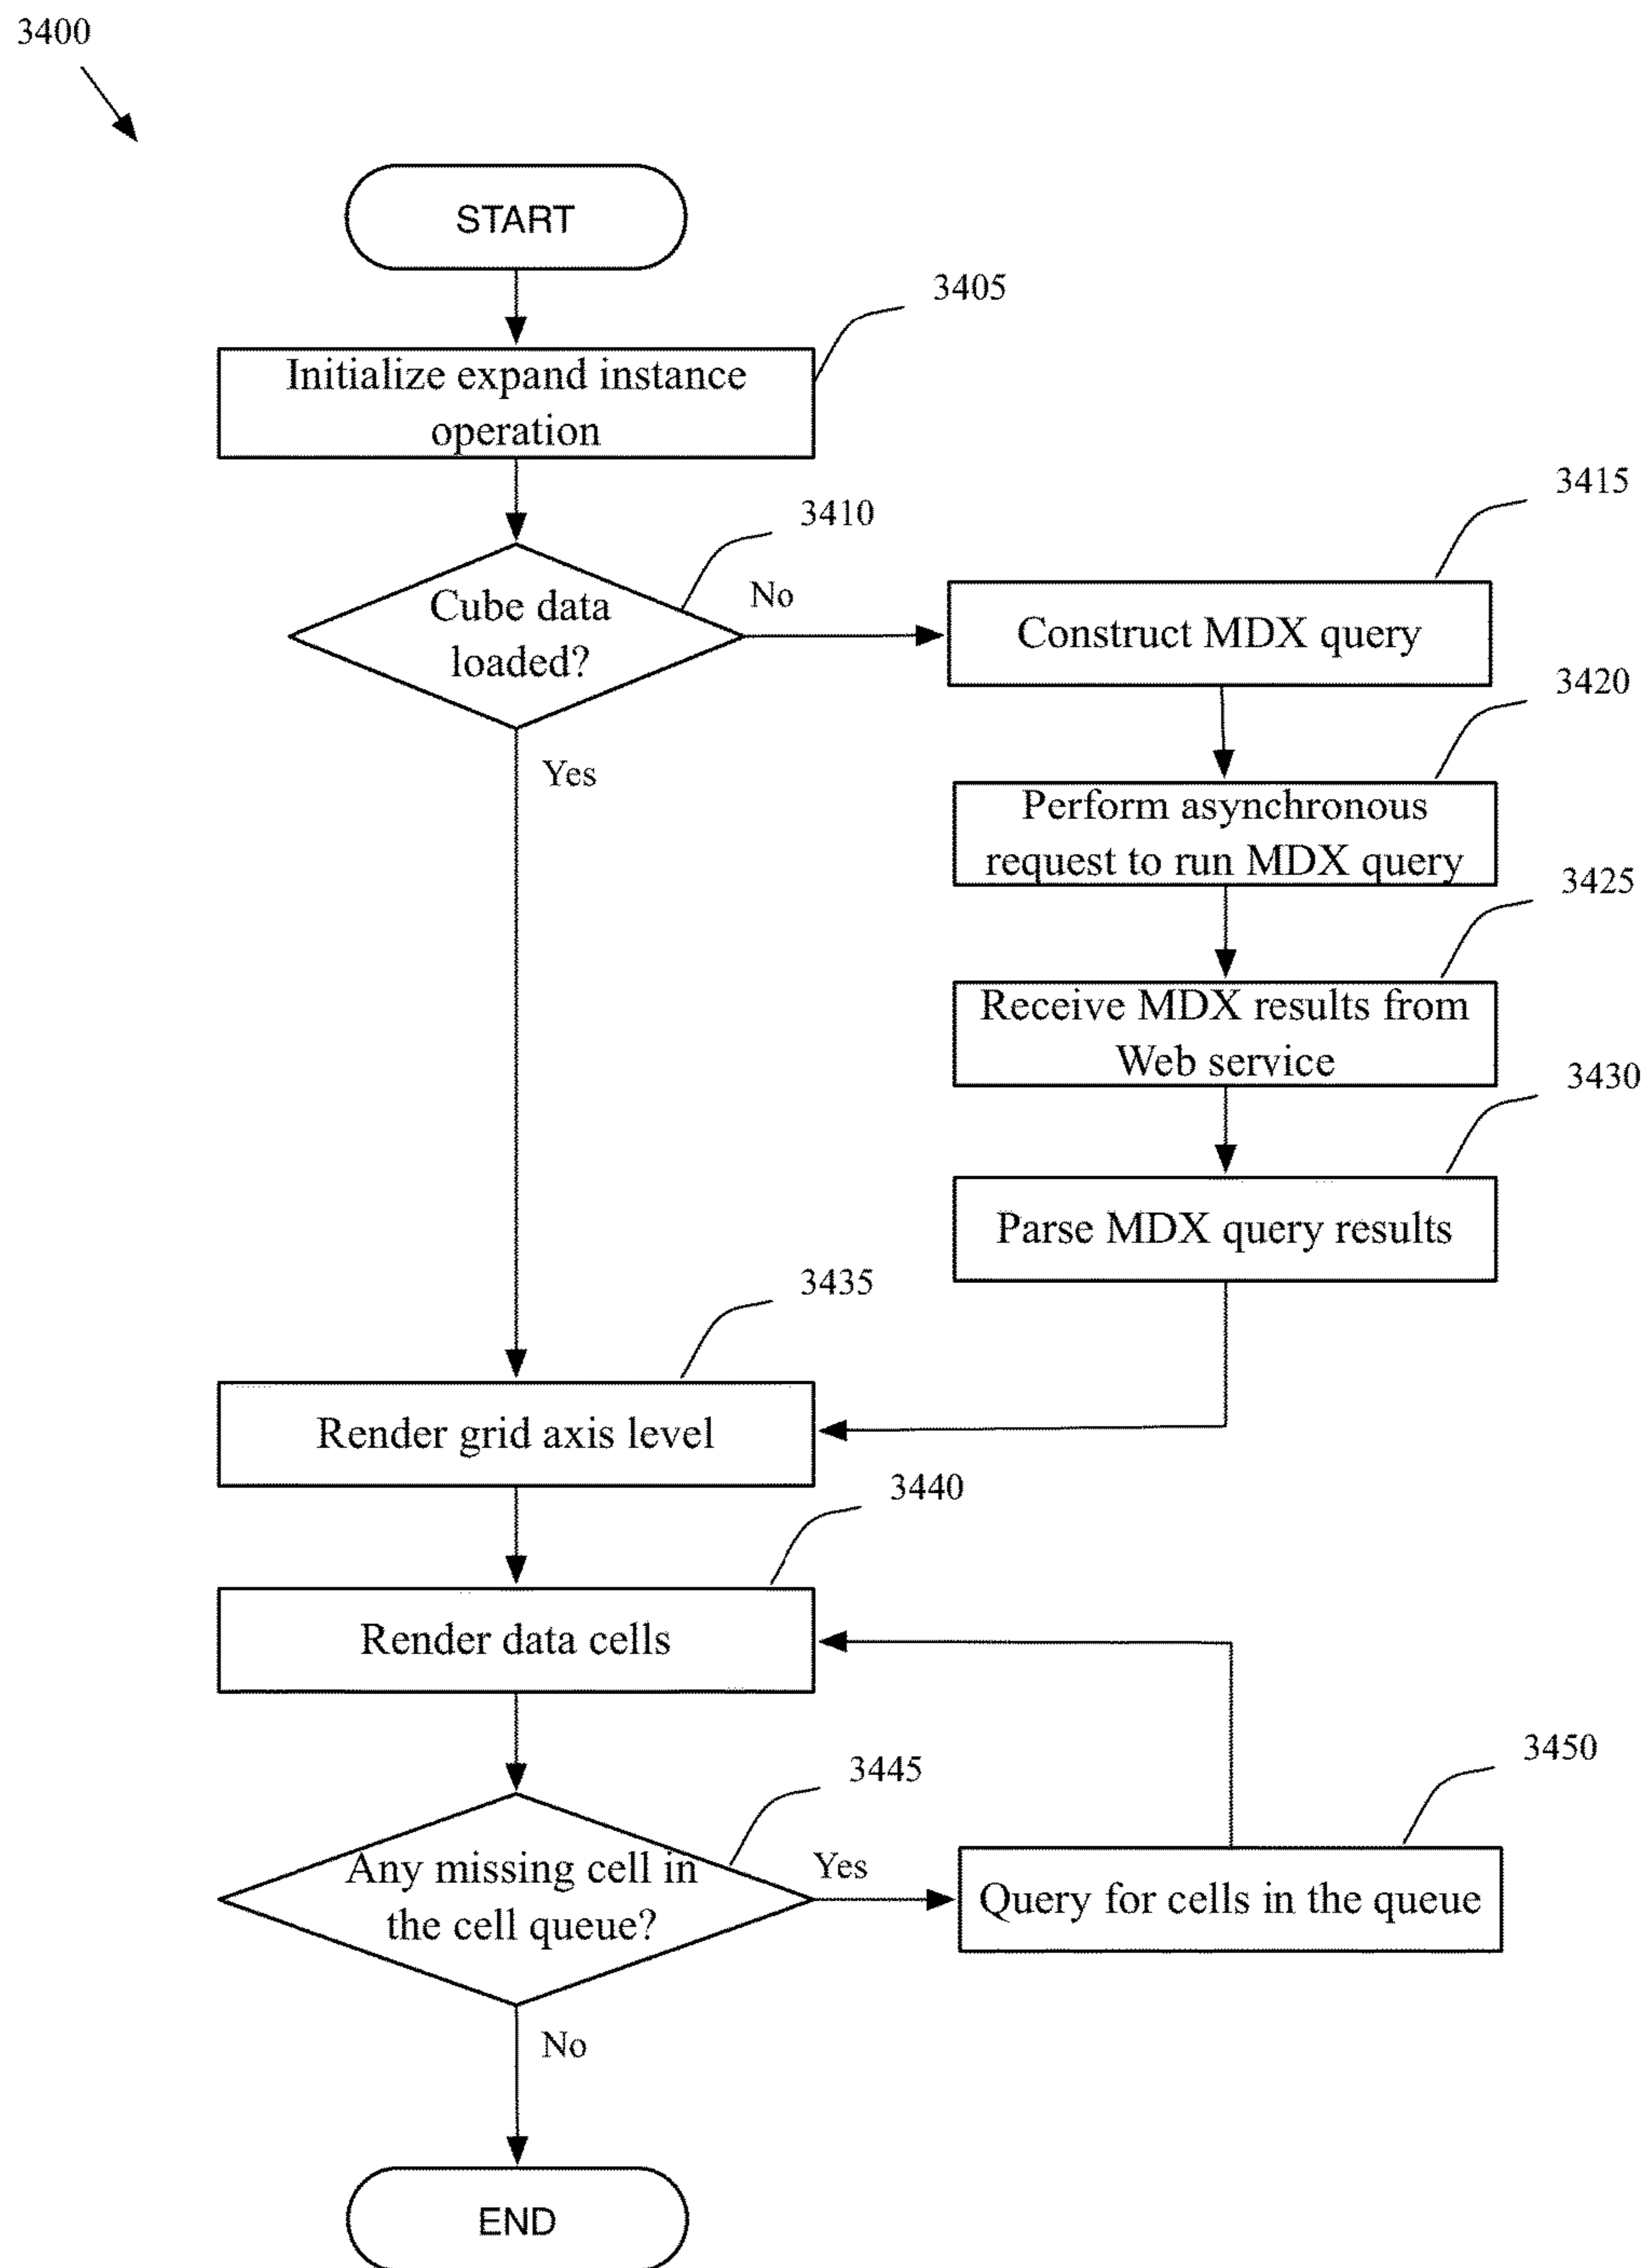 3400
START
3405
Initialize expand instance
operation
3410
3415
Cube data
loaded?
No
Construct MDX query
3420
Yes
Perform asynchronous
request to run MDX query
3425
Receive MDX results from
Web service
3430
Parse MDX query results
3435
Render grid axis level
3440
Render data cells
3445
3450
Any missing cell in
the cell queue?
Yes
Query for cells in the queue
No
END